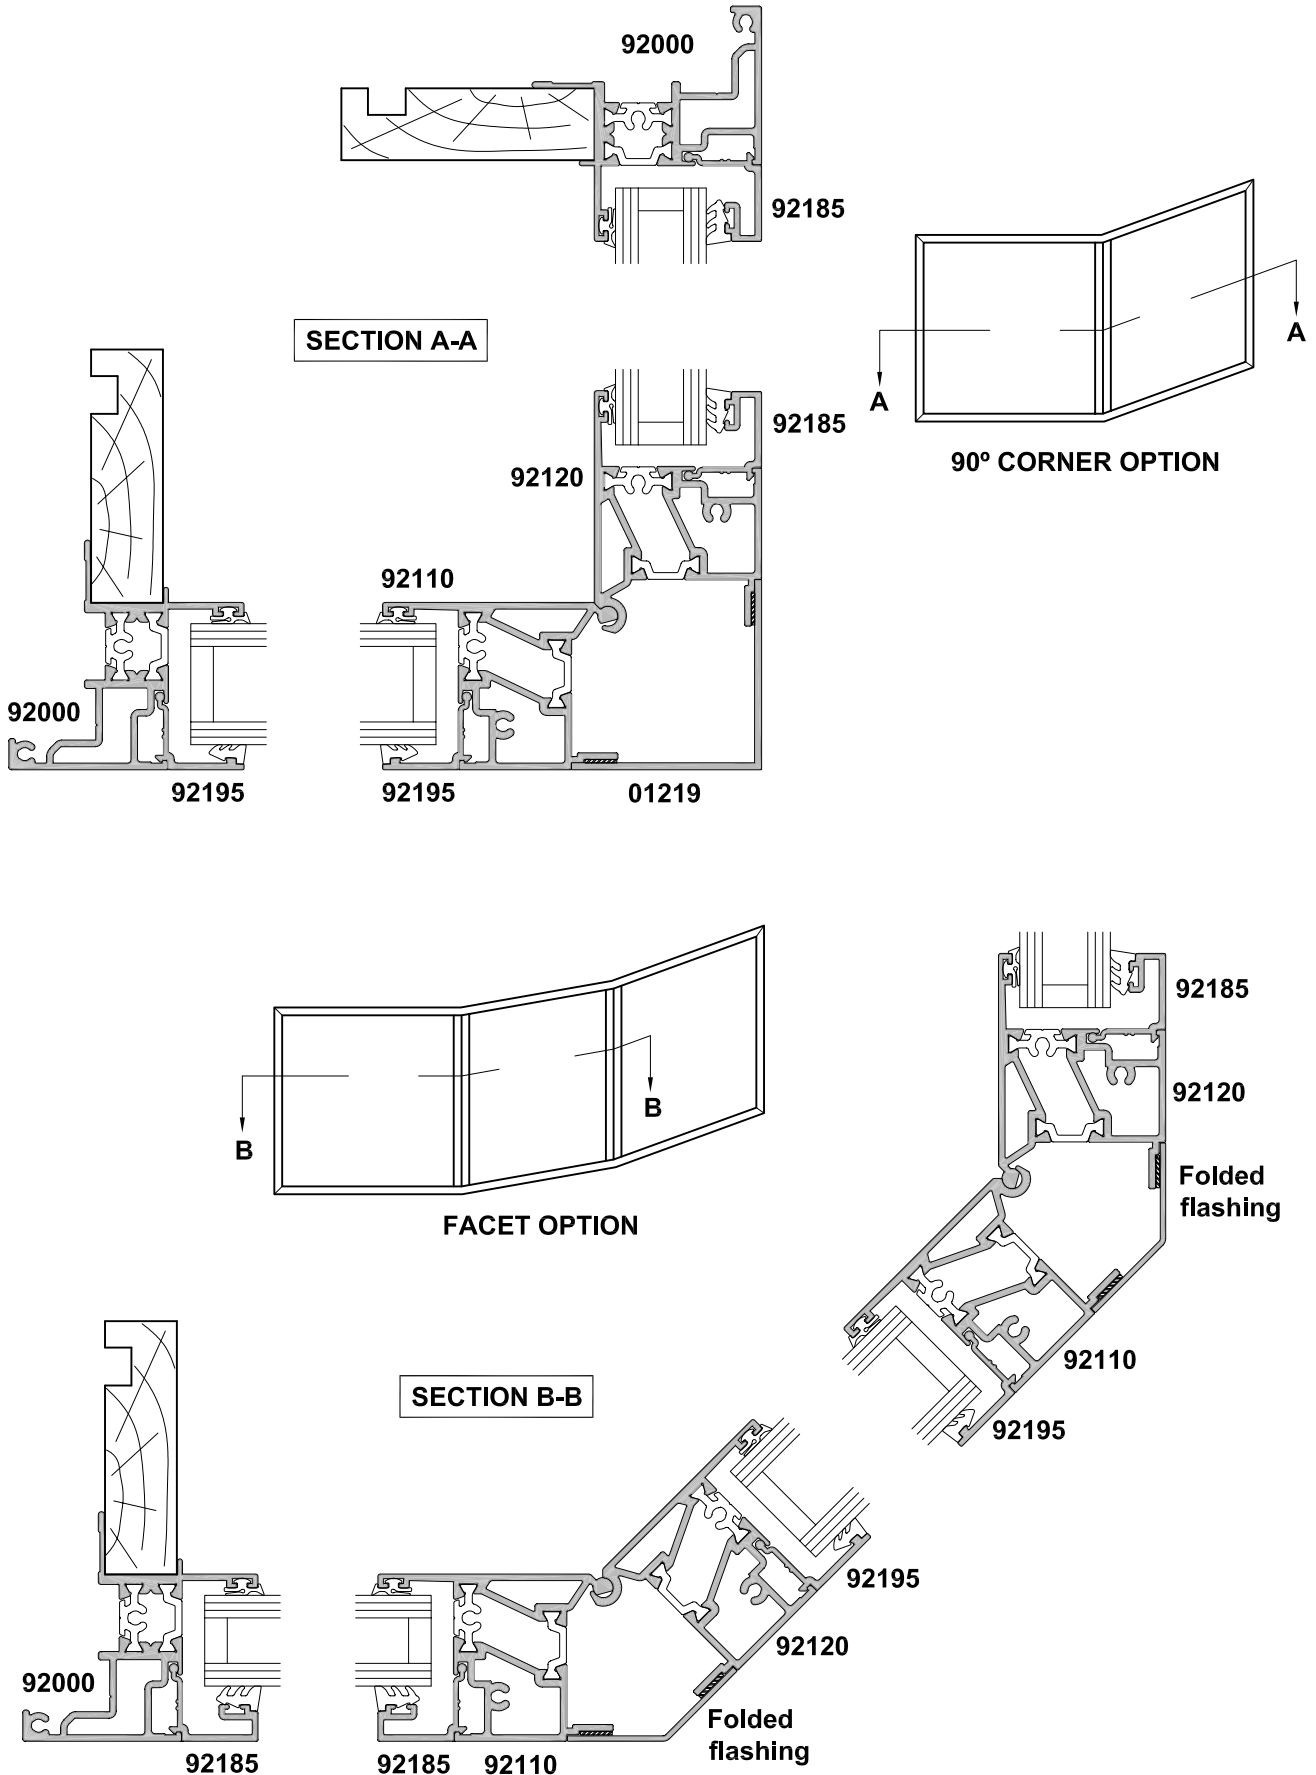 92000
92185
SECTION A-A
A
A
92185
90º CORNER OPTION
92120
92110
92000
92195
92195
01219
92185
92120
B
B
Folded
flashing
FACET OPTION
92110
SECTION B-B
92195
92195
92120
92000
Folded
flashing
92185
92185
92110